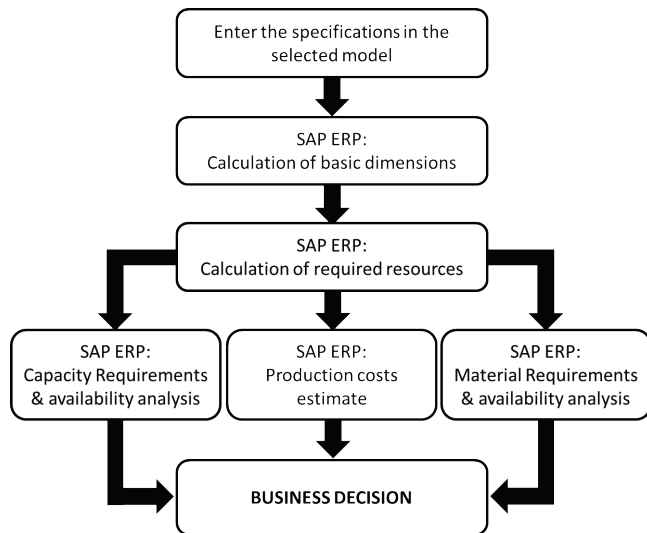 Enter the specifications in the
selected model
SAP ERP:
Calculation of basic dimensions
SAP ERP:
Calculation of required resources
SAP ERP:
Capacity Requirements
& availability analysis
SAP ERP:
Production costs
estimate
SAP ERP:
Material Requirements
& availability analysis
BUSINESS DECISION